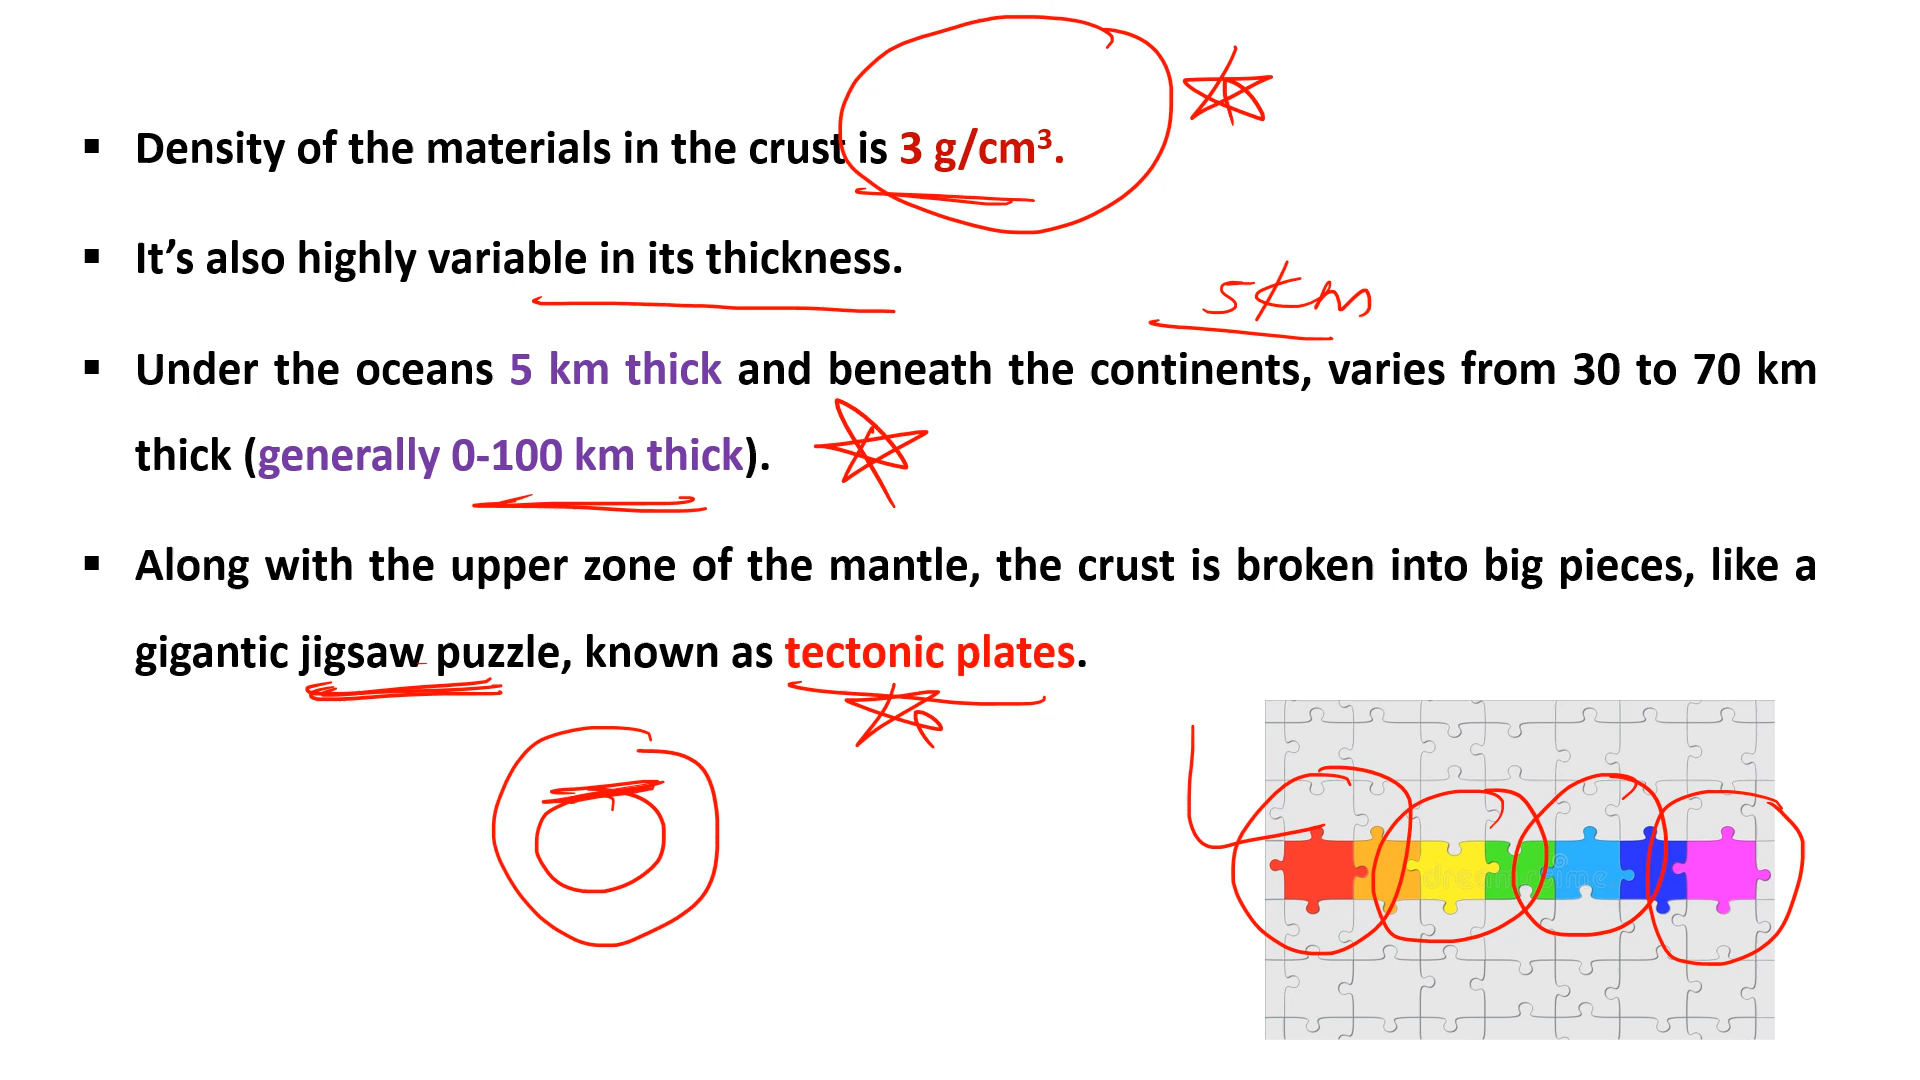 ▪ Density of the materials in the crust is 3 g/cm³.
▪ It’s also highly variable in its thickness.
5km
▪ Under the oceans 5 km thick and beneath the continents, varies from 30 to 70 km
thick (generally 0-100 km thick).
▪ Along with the upper zone of the mantle, the crust is broken into big pieces, like a
gigantic jigsaw puzzle, known as tectonic plates.
dreamstime